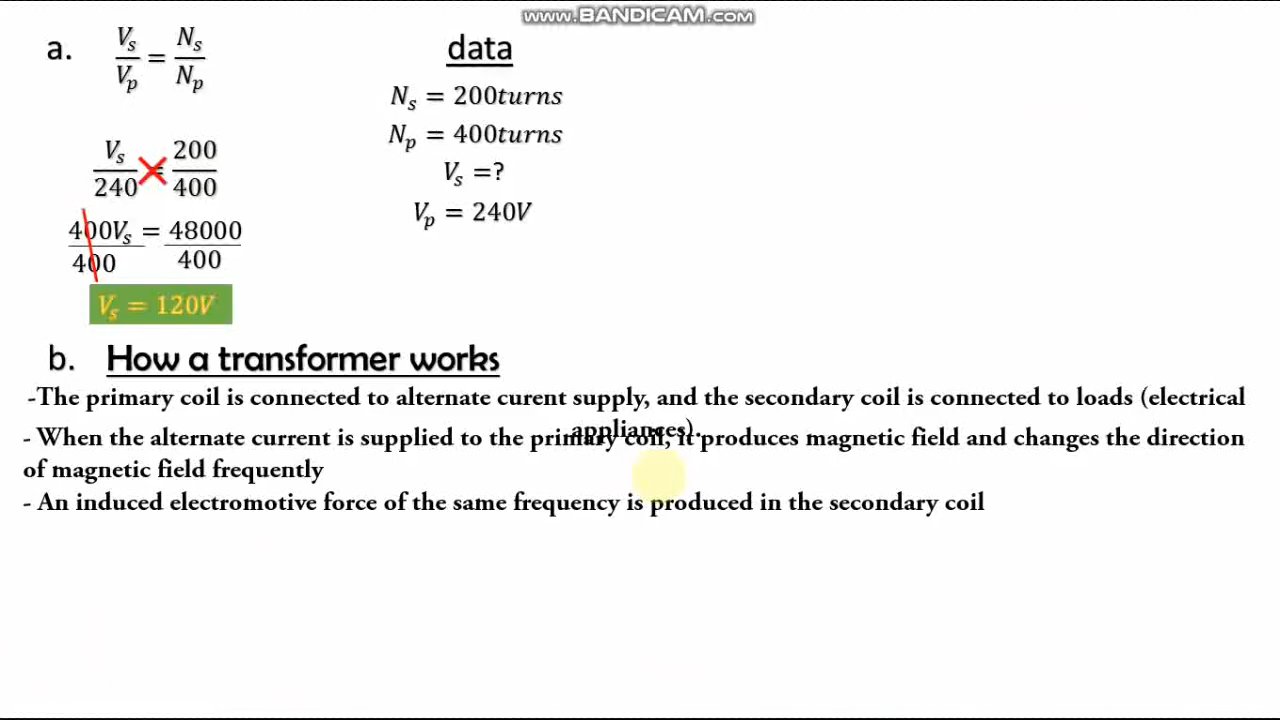 www.BANDICAM.com
a. Vs/Vp = Ns/Np
data
Ns = 200turns
Np = 400turns
Vs =?
Vp = 240V
Vs/240 = 200/400
400Vs/400 = 48000/400
Vs = 120V
b. How a transformer works
-The primary coil is connected to alternate curent supply, and the secondary coil is connected to loads (electrical
appliances).
- When the alternate current is supplied to the primary coil, it produces magnetic field and changes the direction
of magnetic field frequently
- An induced electromotive force of the same frequency is produced in the secondary coil